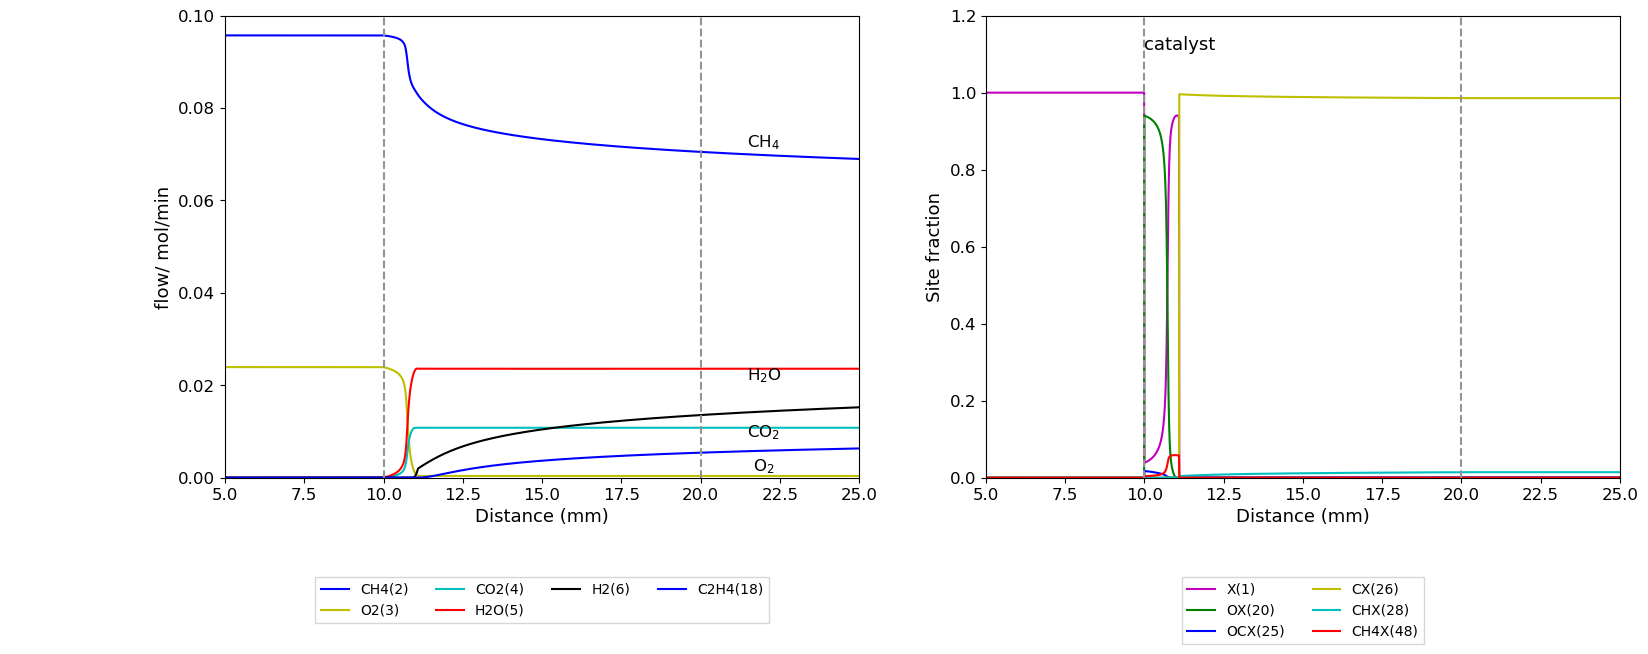 0.10
0.08
0.06
0.04
0.02
0.00
flow/ mol/min
CH4
H2O
CO2
O2
5.0 7.5 10.0 12.5 15.0 17.5 20.0 22.5 25.0
Distance (mm)
CH4(2) CO2(4) H2(6) C2H4(18)
O2(3) H2O(5)
1.2
1.0
0.8
0.6
0.4
0.2
0.0
Site fraction
catalyst
5.0 7.5 10.0 12.5 15.0 17.5 20.0 22.5 25.0
Distance (mm)
X(1) CX(26)
OX(20) CHX(28)
OCX(25) CH4X(48)